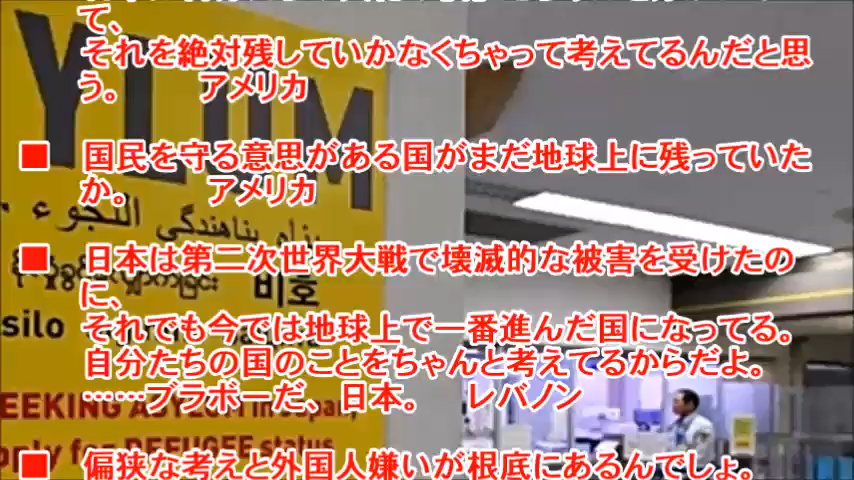 て、
それを絶対残していかなくちゃって考えてるんだと思
う。　　アメリカ
■　国民を守る意思がある国がまだ地球上に残っていた
か。　　アメリカ
■　日本は第二次世界大戦で壊滅的な被害を受けたの
に、
それでも今では地球上で一番進んだ国になってる。
自分たちの国のことをちゃんと考えてるからだよ。
……ブラボーだ、日本。　レバノン
■　偏狭な考えと外国人嫌いが根底にあるんでしょ。
YLUM
اللجوء پناهندگی پناه
비호
silo
EEKING ASYLUM in Japan,
pply for REFUGEE status